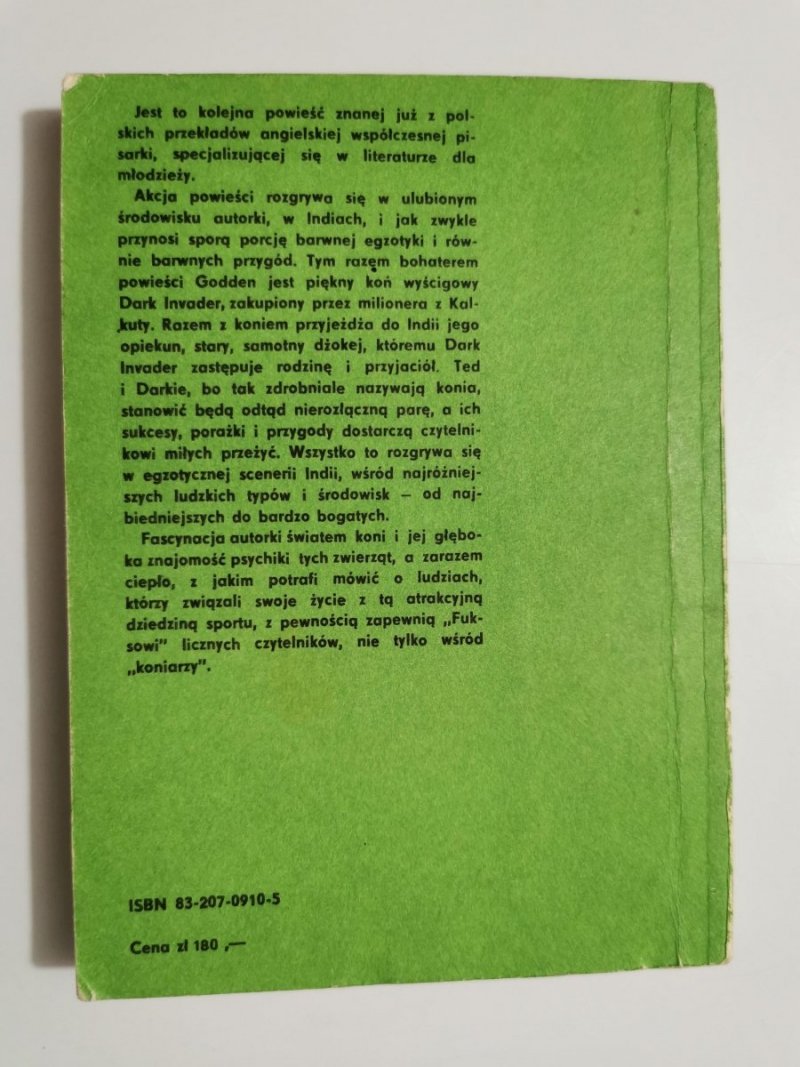 Jest to kolejna powieść znanej już z pol-
skich przekładów angielskiej współczesnej pi-
sarki, specjalizującej się w literaturze dla
młodzieży.
Akcja powieści rozgrywa się w ulubionym
środowisku autorki, w Indiach, i jak zwykle
przynosi sporą porcję barwnej egzotyki i rów-
nie barwnych przygód. Tym razem bohaterem
powieści Godden jest piękny koń wyścigowy
Dark Invader, zakupiony przez milionera z Kal-
kuty. Razem z koniem przyjeżdża do Indii jego
opiekun, stary, samotny dżokej, któremu Dark
Invader zastępuje rodzinę i przyjaciół. Ted
i Darkie, bo tak zdrobniale nazywają konia,
stanowić będą odtąd nierozłączną parę, a ich
sukcesy, porażki i przygody dostarczą czytelni-
kowi miłych przeżyć. Wszystko to rozgrywa się
w egzotycznej scenerii Indii, wśród najróżniej-
szych ludzkich typów i środowisk – od naj-
biedniejszych do bardzo bogatych.
Fascynacja autorki światem koni i jej głębo-
ka znajomość psychiki tych zwierząt, a zarazem
ciepło, z jakim potrafi mówić o ludziach,
którzy związali swoje życie z tą atrakcyjną
dziedziną sportu, z pewnością zapewnią „Fuk-
sowi" licznych czytelników, nie tylko wśród
„koniarzy".
ISBN 83-207-0910-5
Cena zł 180,—